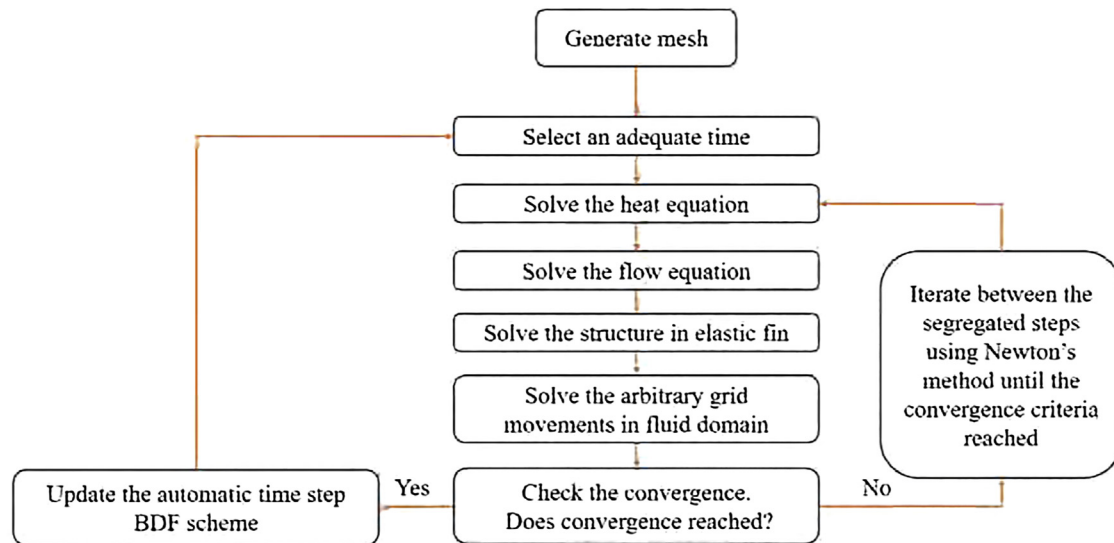 Generate mesh
Select an adequate time
Solve the heat equation
Solve the flow equation
Solve the structure in elastic fin
Solve the arbitrary grid
movements in fluid domain
Check the convergence.
Does convergence reached?
Yes
No
Update the automatic time step
BDF scheme
Iterate between the
segregated steps
using Newton's
method until the
convergence criteria
reached